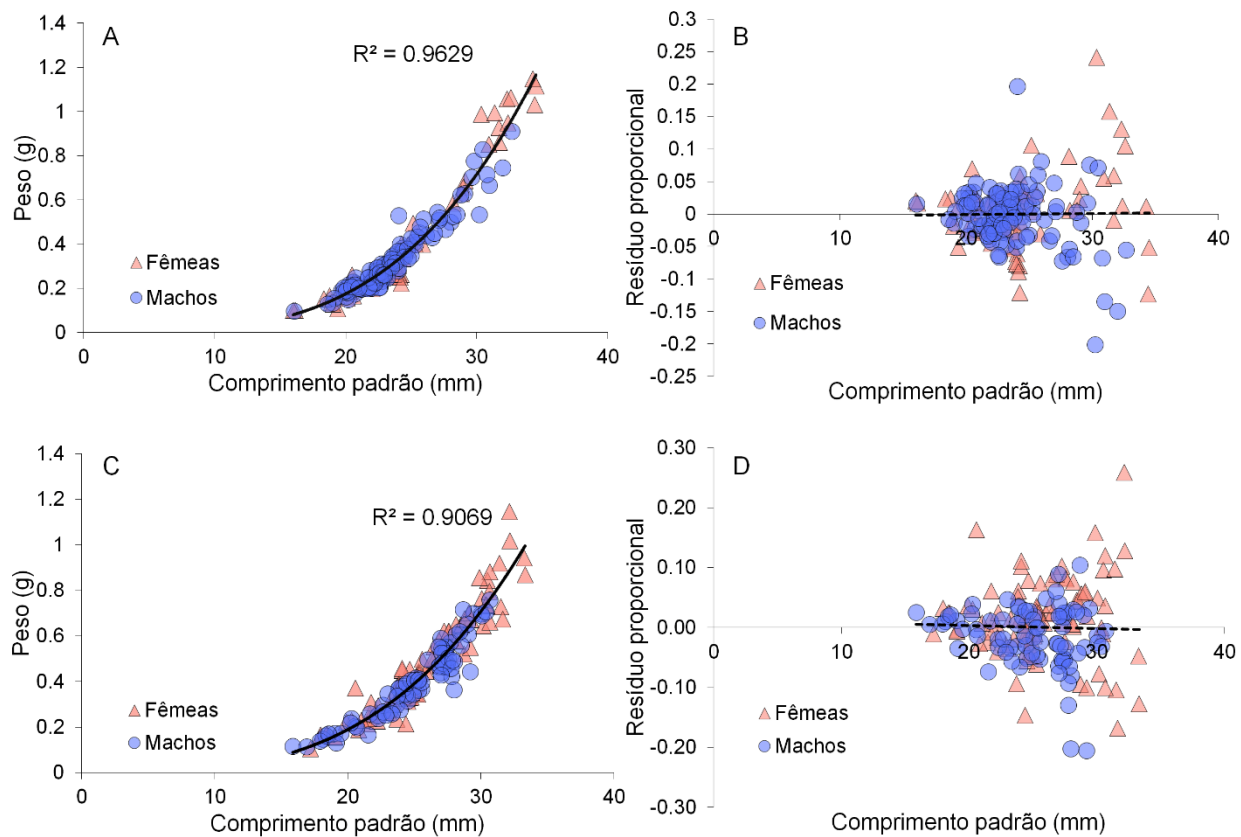 A
R² = 0.9629
Peso (g)
1.4
1.2
1
0.8
0.6
0.4
0.2
0
Fêmeas
Machos
0
10
20
30
40
Comprimento padrão (mm)
B
Resíduo proporcional
0.3
0.25
0.2
0.15
0.1
0.05
0
-0.05
-0.1
-0.15
-0.2
-0.25
0
10
20
30
40
Fêmeas
Machos
Comprimento padrão (mm)
C
R² = 0.9069
Peso (g)
1.4
1.2
1
0.8
0.6
0.4
0.2
0
Fêmeas
Machos
0
10
20
30
40
Comprimento padrão (mm)
D
Resíduo proporcional
0.30
0.20
0.10
0.00
-0.10
-0.20
-0.30
0
10
20
30
40
Fêmeas
Machos
Comprimento padrão (mm)